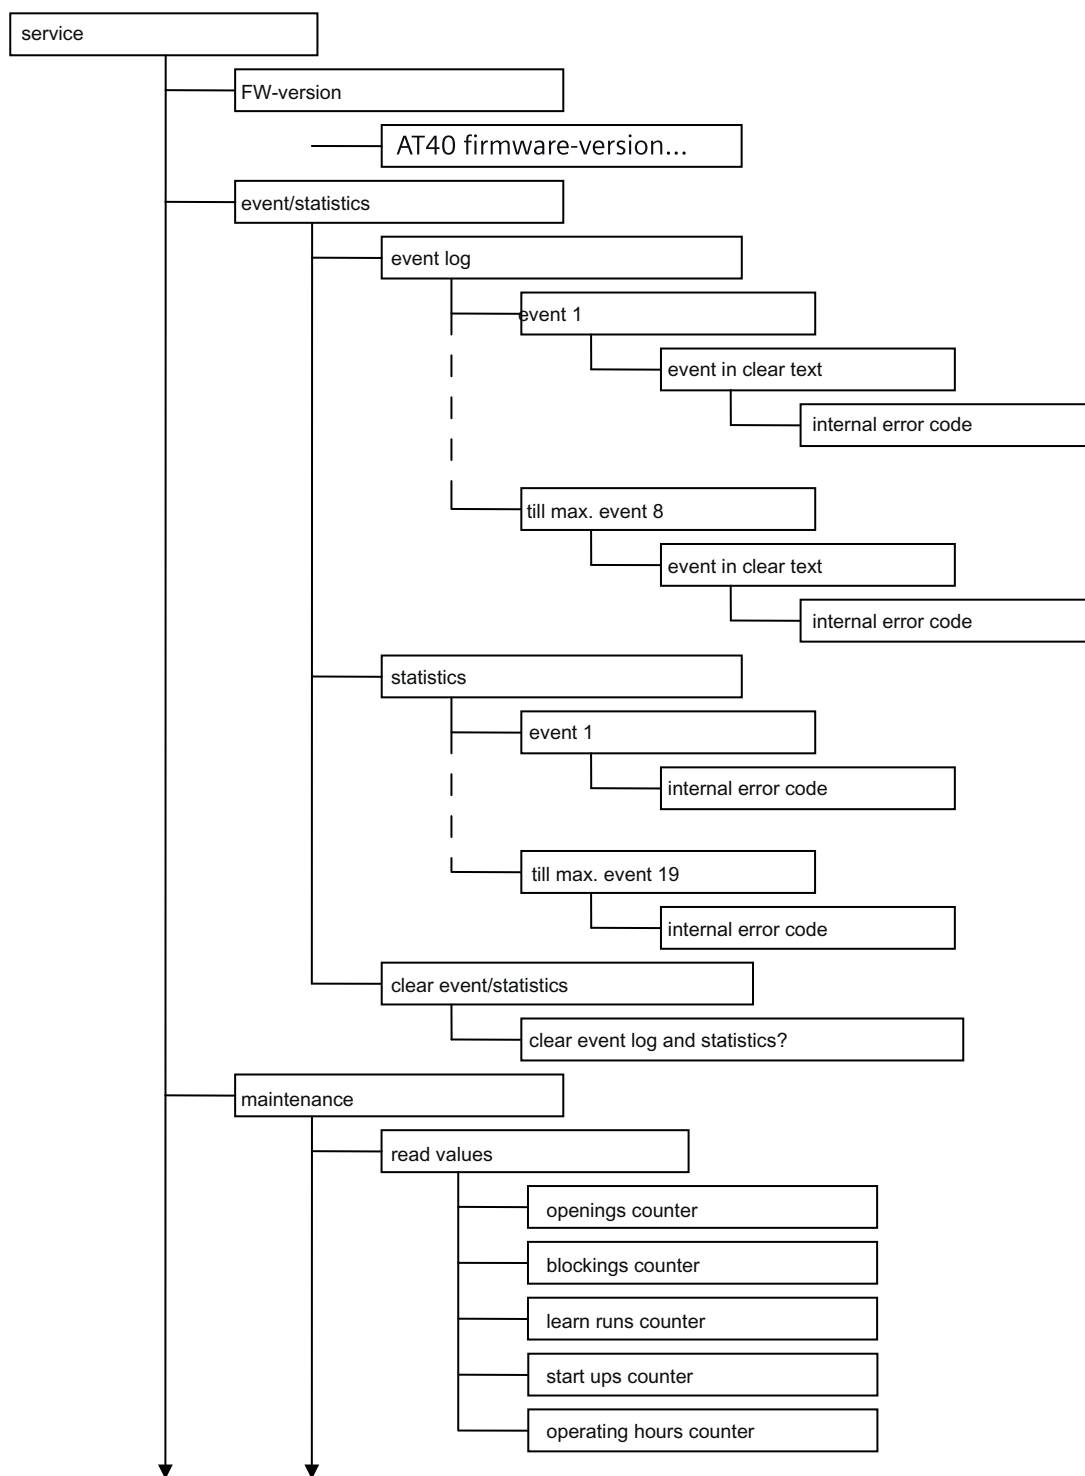 service
FW-version
AT40 firmware-version...
event/statistics
event log
event 1
event in clear text
internal error code
till max. event 8
event in clear text
internal error code
statistics
event 1
internal error code
till max. event 19
internal error code
clear event/statistics
clear event log and statistics?
maintenance
read values
openings counter
blockings counter
learn runs counter
start ups counter
operating hours counter